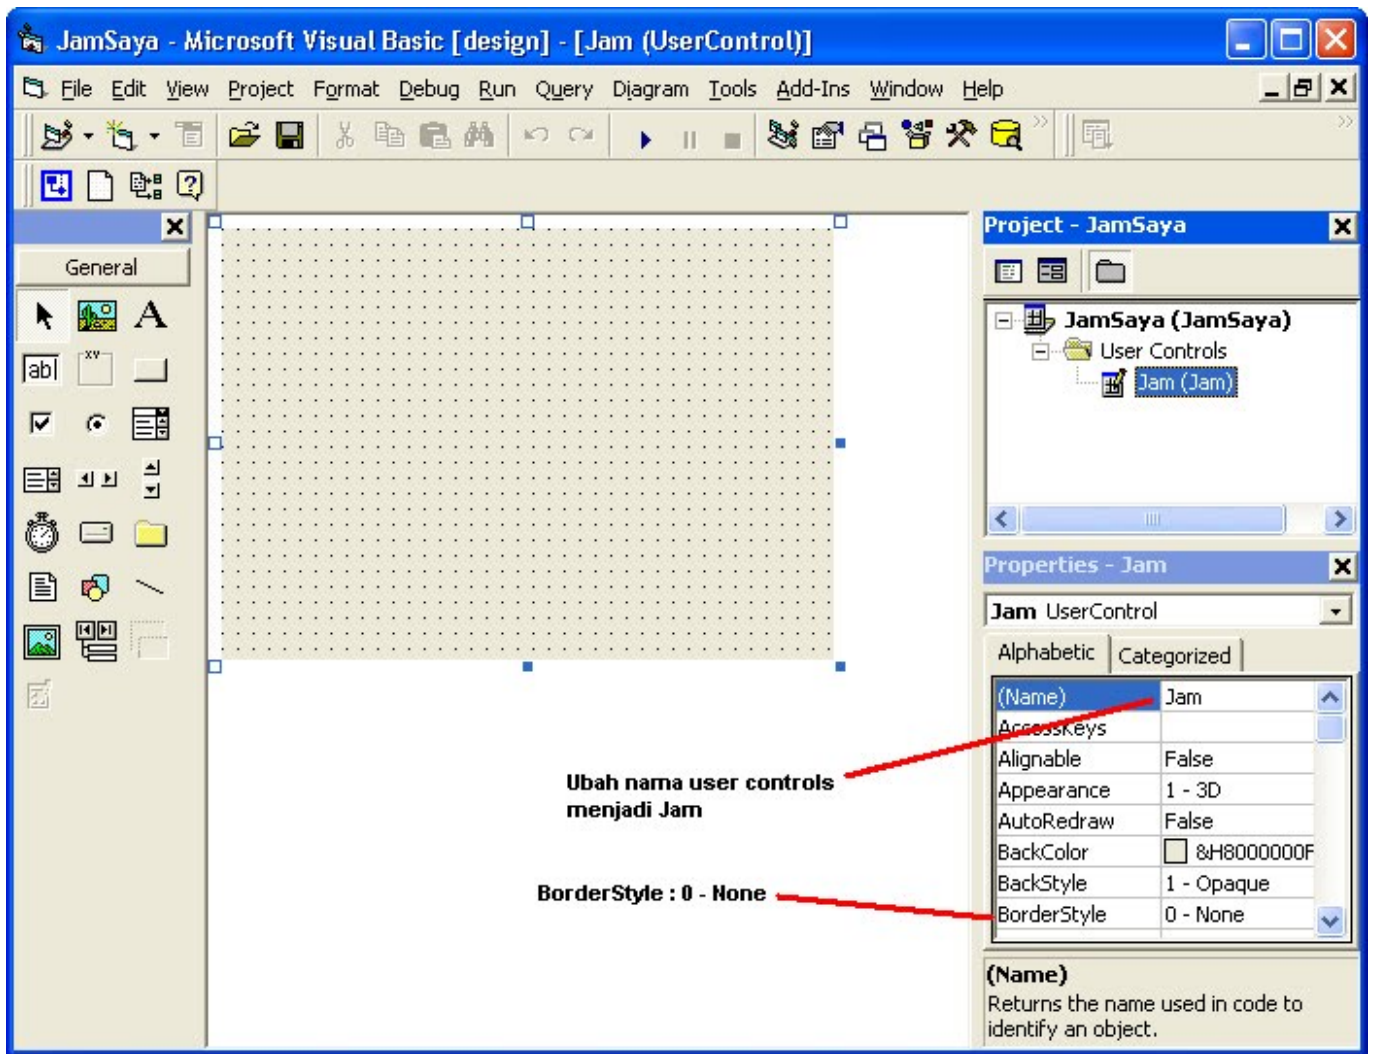 JamSaya - Microsoft Visual Basic [design] - [Jam (UserControl)]
File Edit View Project Format Debug Run Query Diagram Tools Add-Ins Window Help
General
A
ab|
XY
Project - JamSaya
JamSaya (JamSaya)
User Controls
Jam (Jam)
Properties - Jam
Jam UserControl
Alphabetic Categorized
(Name) Jam
AccessKeys
Alignable False
Appearance 1 - 3D
AutoRedraw False
BackColor &H8000000F
BackStyle 1 - Opaque
BorderStyle 0 - None
Ubah nama user controls
menjadi Jam
BorderStyle : 0 - None
(Name)
Returns the name used in code to
identify an object.